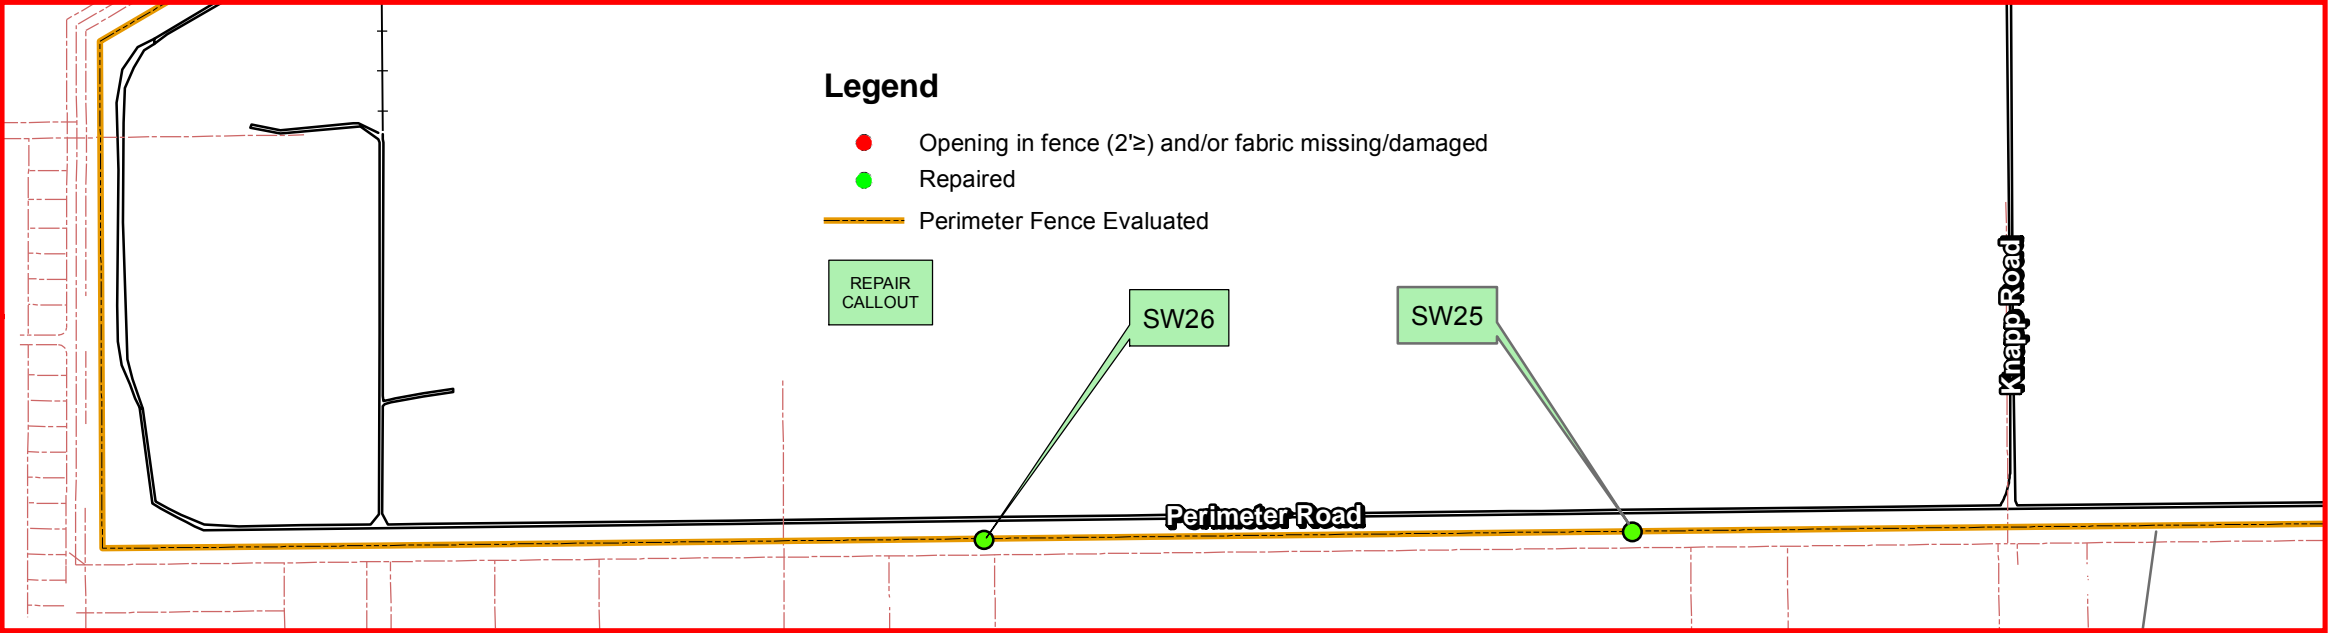 Legend
Opening in fence (2'≥) and/or fabric missing/damaged
Repaired
Perimeter Fence Evaluated
REPAIR
CALLOUT
SW26
SW25
Knapp Road
Perimeter Road